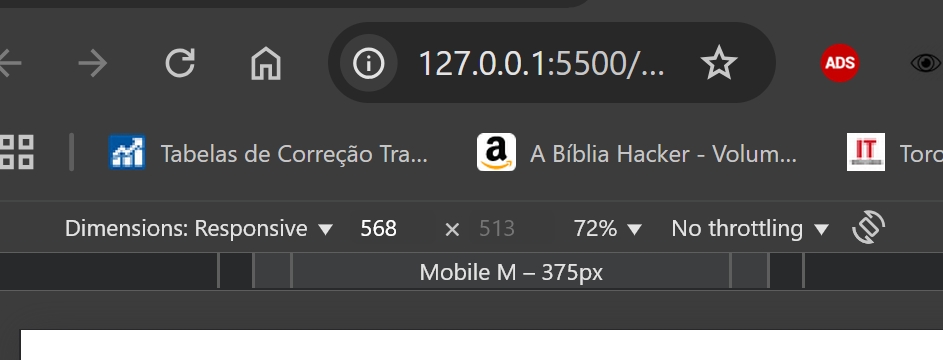 127.0.0.1:5500/... ADS
Tabelas de Correção Tra... a A Bíblia Hacker - Volum... IT Toro
Dimensions: Responsive ▼ 568 × 513 72% ▼ No throttling ▼
Mobile M – 375px